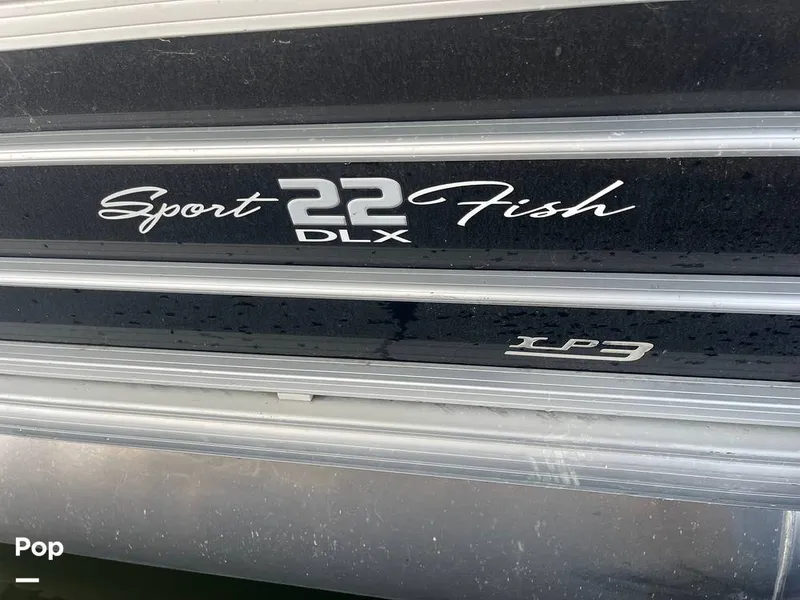 Sport 22 Fish
DLX
XP3
Pop